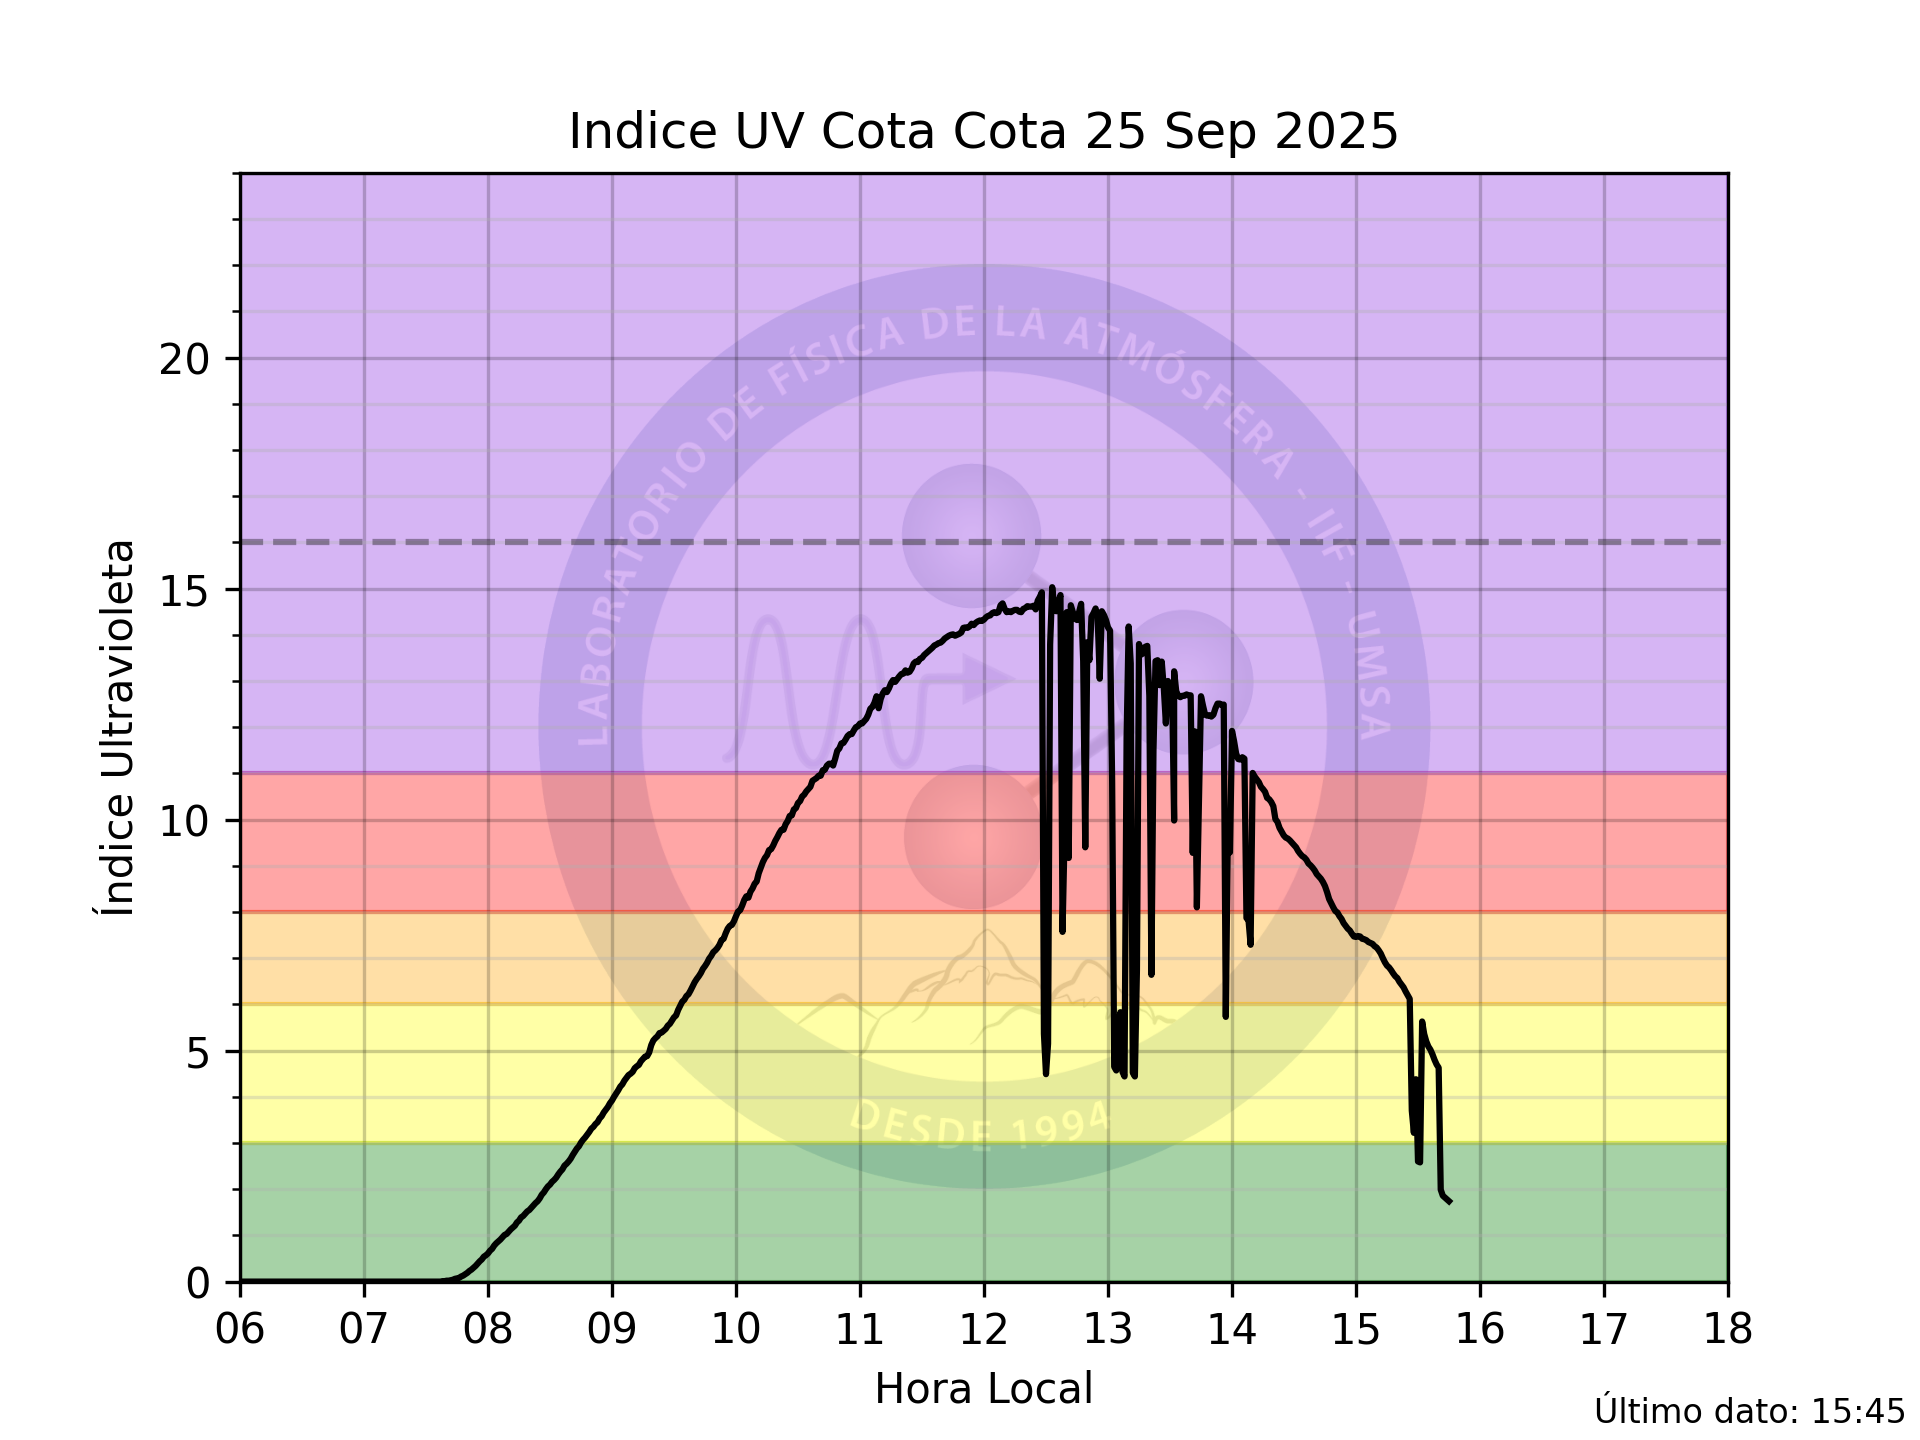 Indice UV Cota Cota 25 Sep 2025
Índice Ultravioleta
20
15
10
5
0
LABORATORIO DE FÍSICA DE LA ATMÓSFERA - IIF - UMSA
DESDE 1994
06 07 08 09 10 11 12 13 14 15 16 17 18
Hora Local
Último dato: 15:45